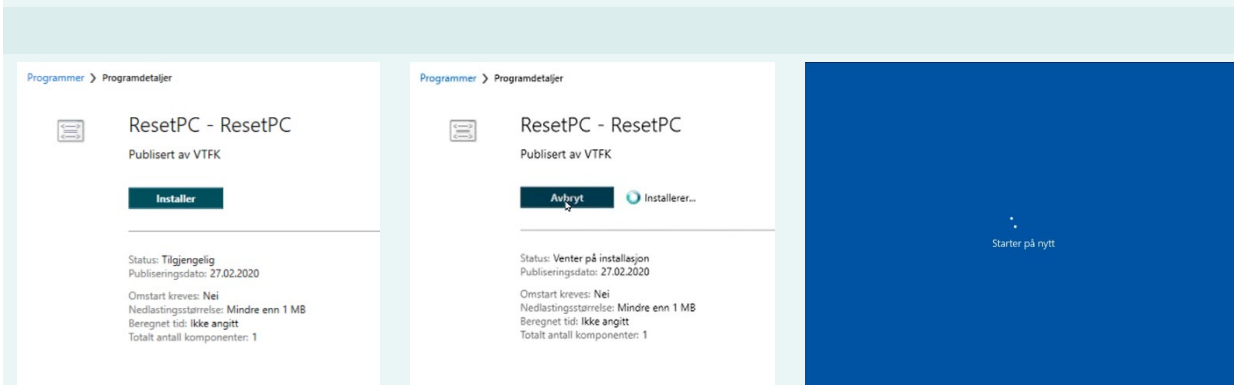 Programmer > Programdetaljer
ResetPC - ResetPC
Publisert av VTFK
Installer
Status: Tilgjengelig
Publiseringsdato: 27.02.2020
Omstart kreves: Nei
Nedlastingsstørrelse: Mindre enn 1 MB
Beregnet tid: Ikke angitt
Totalt antall komponenter: 1
Programmer > Programdetaljer
ResetPC - ResetPC
Publisert av VTFK
Avbryt
Installerer...
Status: Venter på installasjon
Publiseringsdato: 27.02.2020
Omstart kreves: Nei
Nedlastingsstørrelse: Mindre enn 1 MB
Beregnet tid: Ikke angitt
Totalt antall komponenter: 1
Starter på nytt